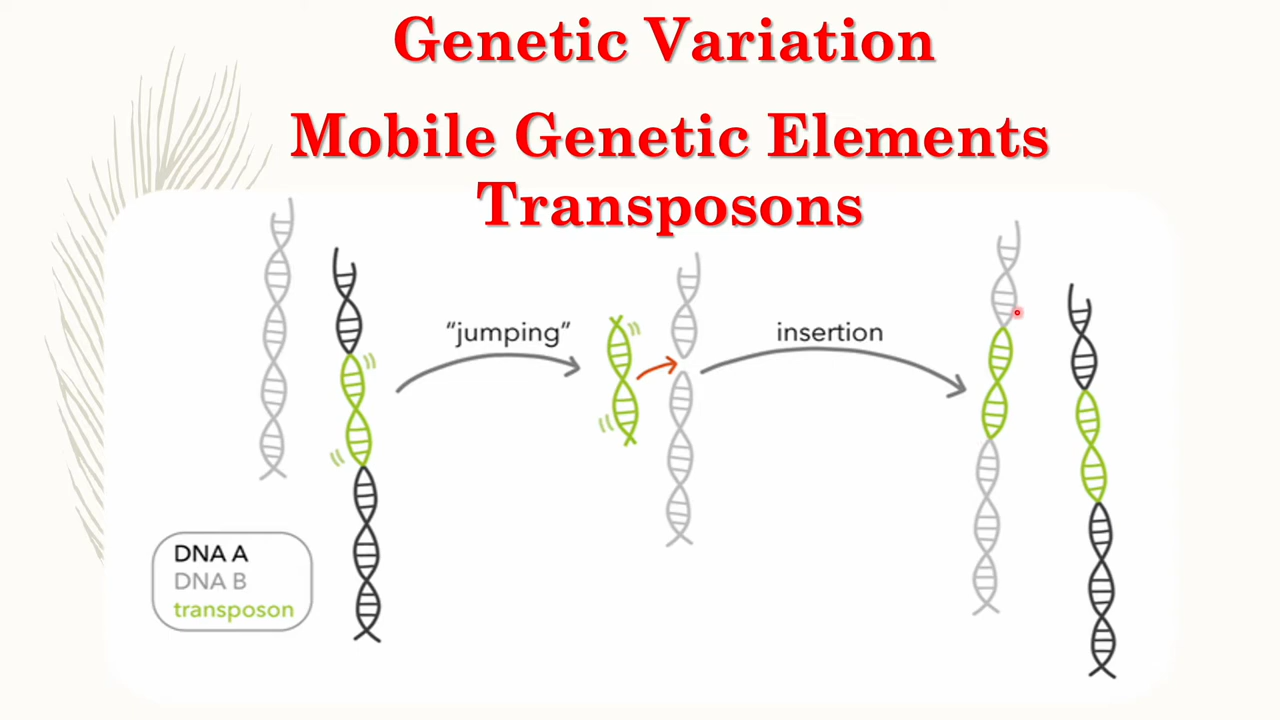 Genetic Variation
Mobile Genetic Elements
Transposons
“jumping”
insertion
DNA A
DNA B
transposon